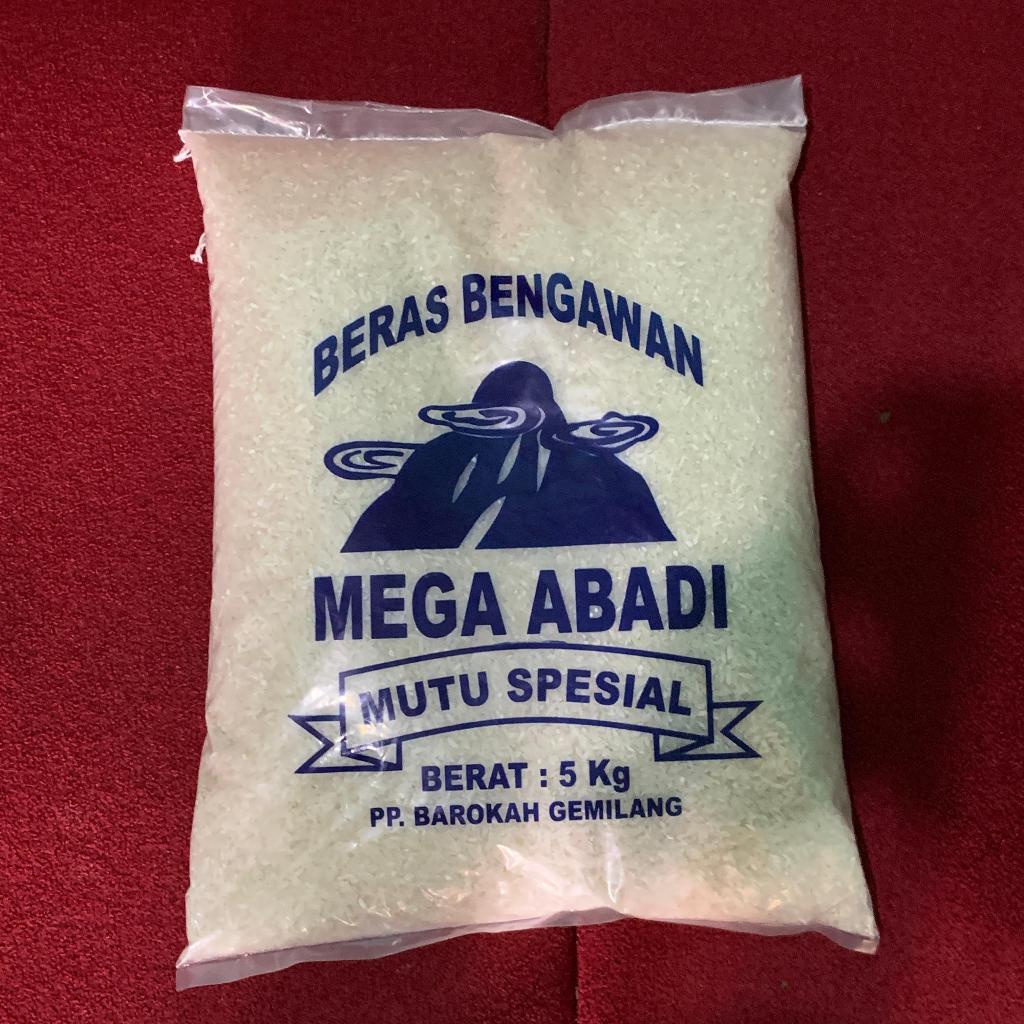 BERAS BENGAWAN
MEGA ABADI
MUTU SPESIAL
BERAT : 5 Kg
PP. BAROKAH GEMILANG